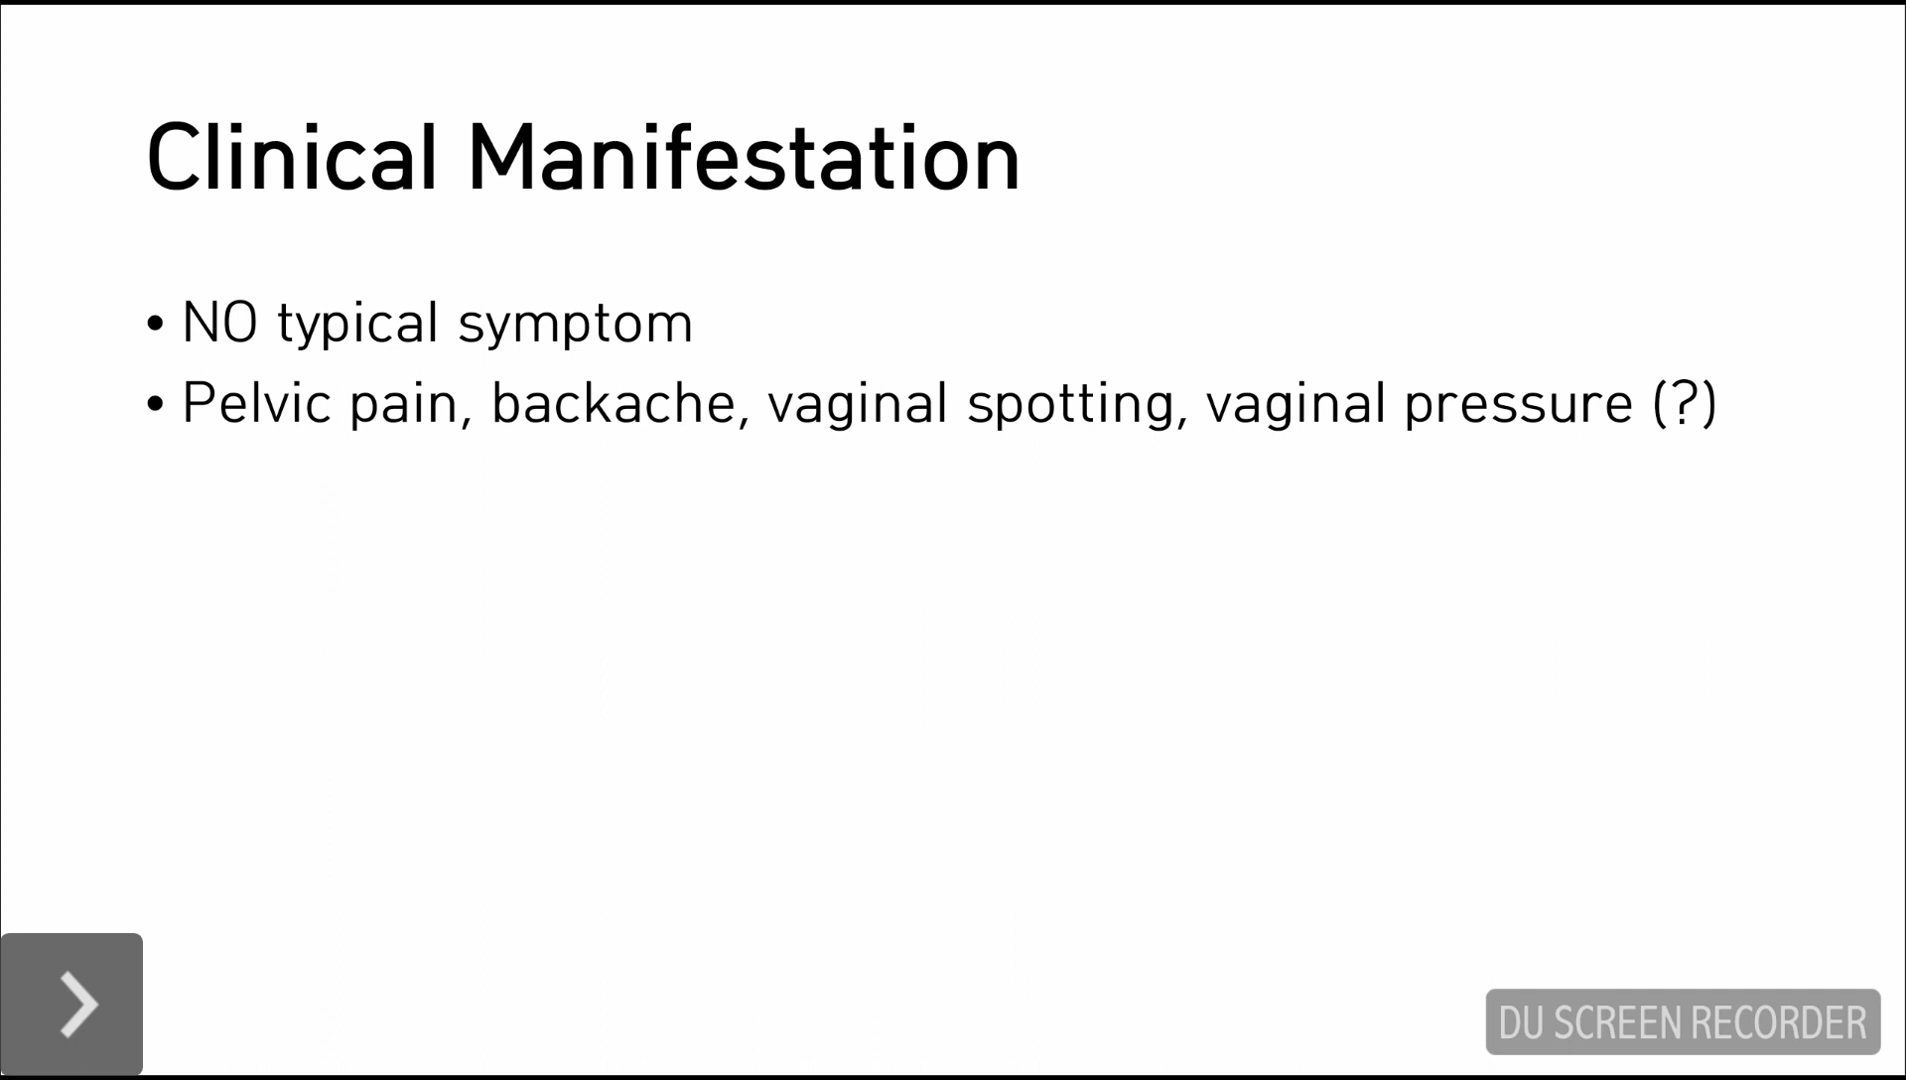 Clinical Manifestation
• NO typical symptom
• Pelvic pain, backache, vaginal spotting, vaginal pressure (?)
DU SCREEN RECORDER